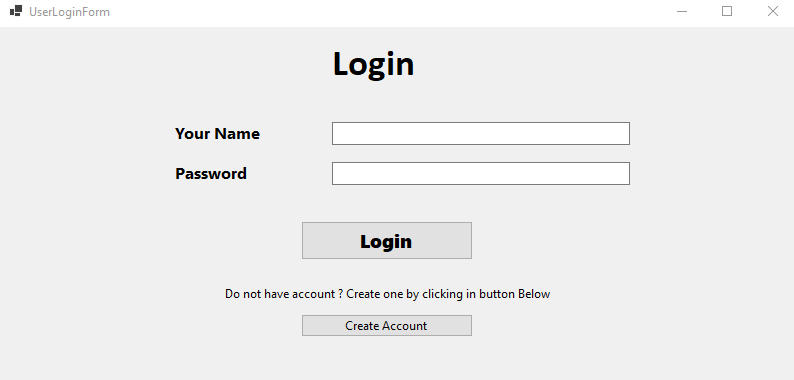 UserLoginForm
Login
Your Name
Password
Login
Do not have account ? Create one by clicking in button Below
Create Account